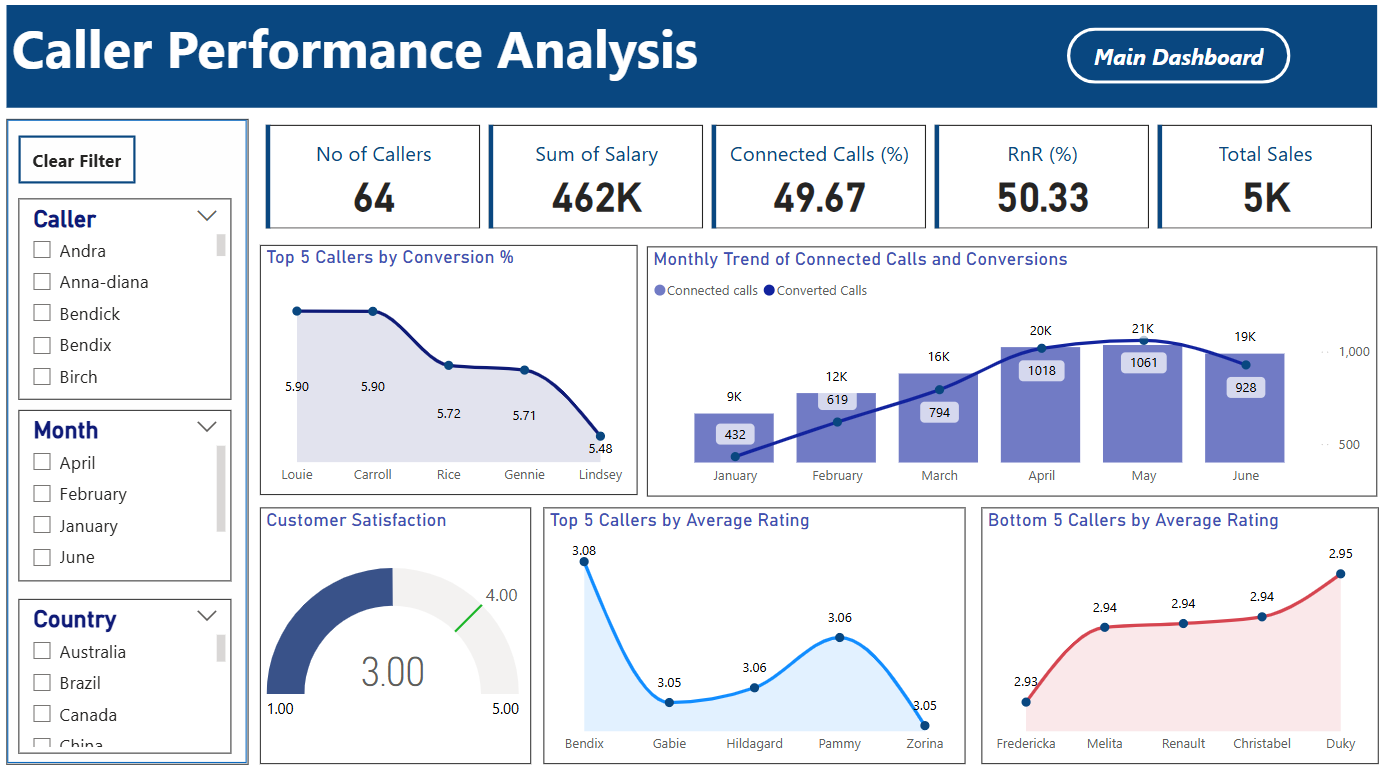 Caller Performance Analysis
Main Dashboard
Clear Filter
Caller
Andra
Anna-diana
Bendick
Bendix
Birch
Month
April
February
January
June
Country
Australia
Brazil
Canada
China
No of Callers
64
Sum of Salary
462K
Connected Calls (%)
49.67
RnR (%)
50.33
Total Sales
5K
Top 5 Callers by Conversion %
5.90 5.90 5.72 5.71 5.48
Louie Carroll Rice Gennie Lindsey
Monthly Trend of Connected Calls and Conversions
Connected calls Converted Calls
9K 12K 16K 20K 21K 19K
432 619 794 1018 1061 928
1,000
500
January February March April May June
Customer Satisfaction
4.00
3.00
1.00 5.00
Top 5 Callers by Average Rating
3.08 3.05 3.06 3.06 3.05
Bendix Gabie Hildagard Pammy Zorina
Bottom 5 Callers by Average Rating
2.93 2.94 2.94 2.94 2.95
Fredericka Melita Renault Christabel Duky